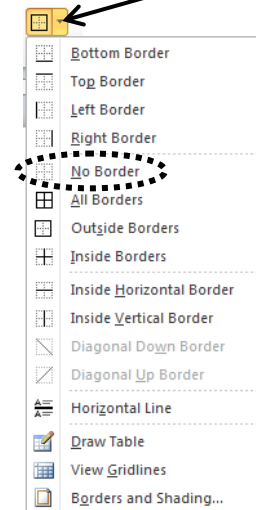 Bottom Border
Top Border
Left Border
Right Border
No Border
All Borders
Outside Borders
Inside Borders
Inside Horizontal Border
Inside Vertical Border
Diagonal Down Border
Diagonal Up Border
Horizontal Line
Draw Table
View Gridlines
Borders and Shading...